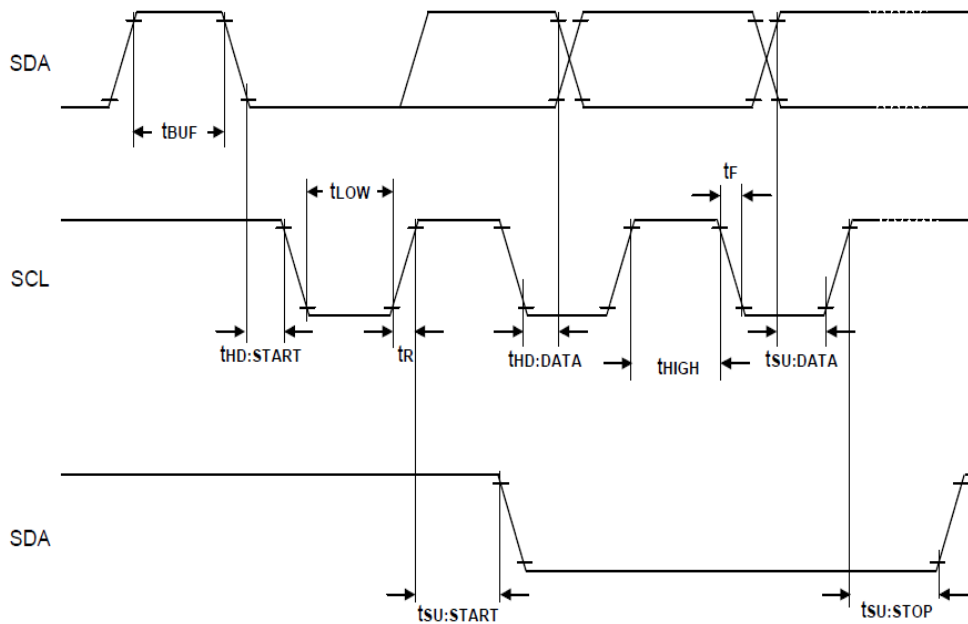 SDA
tBUF
tF
tLOW
SCL
tHD:START
tR
tHD:DATA
tHIGH
tSU:DATA
SDA
tSU:START
tSU:STOP